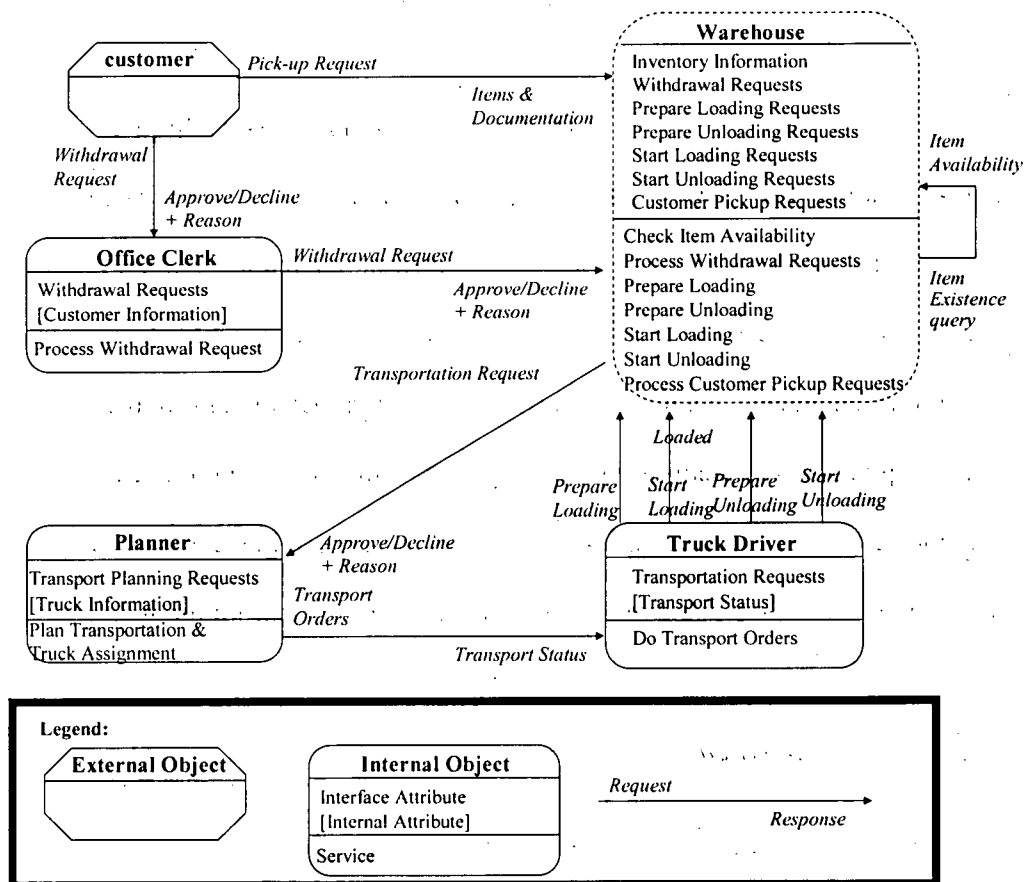 customer
Pick-up Request
Items &
Documentation
Withdrawal
Request
Approve/Decline
+ Reason
Warehouse
Inventory Information
Withdrawal Requests
Prepare Loading Requests
Prepare Unloading Requests
Start Loading Requests
Start Unloading Requests
Customer Pickup Requests
Check Item Availability
Process Withdrawal Requests
Prepare Loading
Prepare Unloading
Start Loading
Start Unloading
Process Customer Pickup Requests
Item
Availability
Item
Existence
query
Office Clerk
Withdrawal Requests
[Customer Information]
Process Withdrawal Request
Withdrawal Request
Approve/Decline
+ Reason
Transportation Request
Approve/Decline
+ Reason
Loaded
Prepare
Loading
Start
Loading
Prepare
Unloading
Start
Unloading
Planner
Transport Planning Requests
[Truck Information]
Plan Transportation &
Truck Assignment
Transport
Orders
Transport Status
Truck Driver
Transportation Requests
[Transport Status]
Do Transport Orders
Legend:
External Object
Internal Object
Interface Attribute
[Internal Attribute]
Service
Request
Response